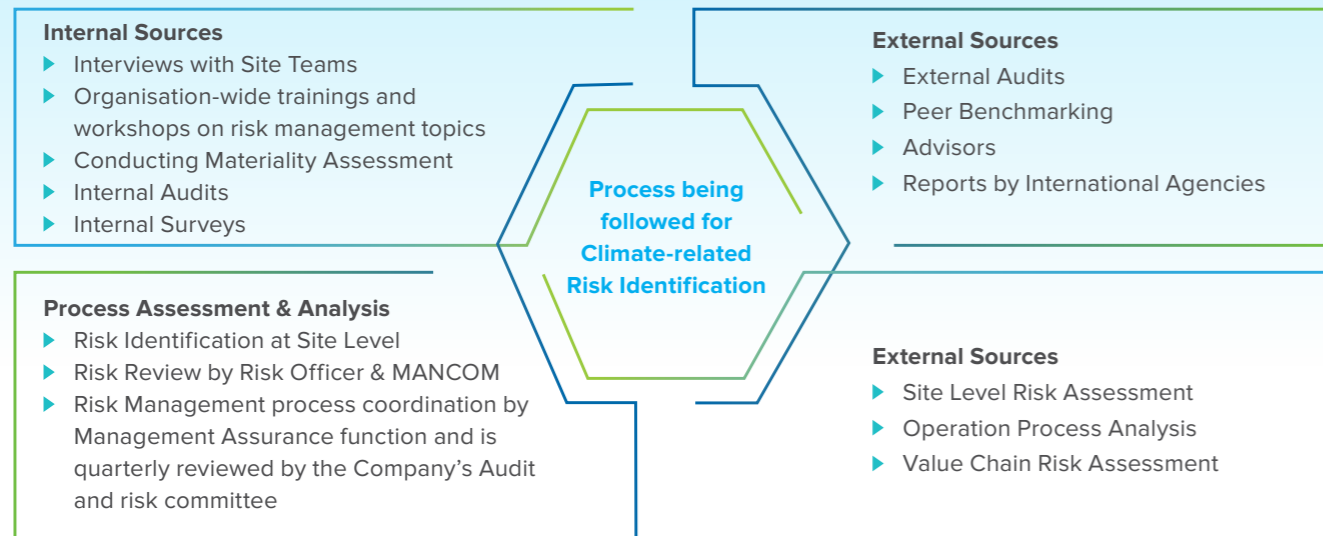 Internal Sources
Interviews with Site Teams
Organisation-wide trainings and
workshops on risk management topics
Conducting Materiality Assessment
Internal Audits
Internal Surveys
External Sources
External Audits
Peer Benchmarking
Advisors
Reports by International Agencies
Process being
followed for
Climate-related
Risk Identification
Process Assessment & Analysis
Risk Identification at Site Level
Risk Review by Risk Officer & MANCOM
Risk Management process coordination by
Management Assurance function and is
quarterly reviewed by the Company’s Audit
and risk committee
External Sources
Site Level Risk Assessment
Operation Process Analysis
Value Chain Risk Assessment